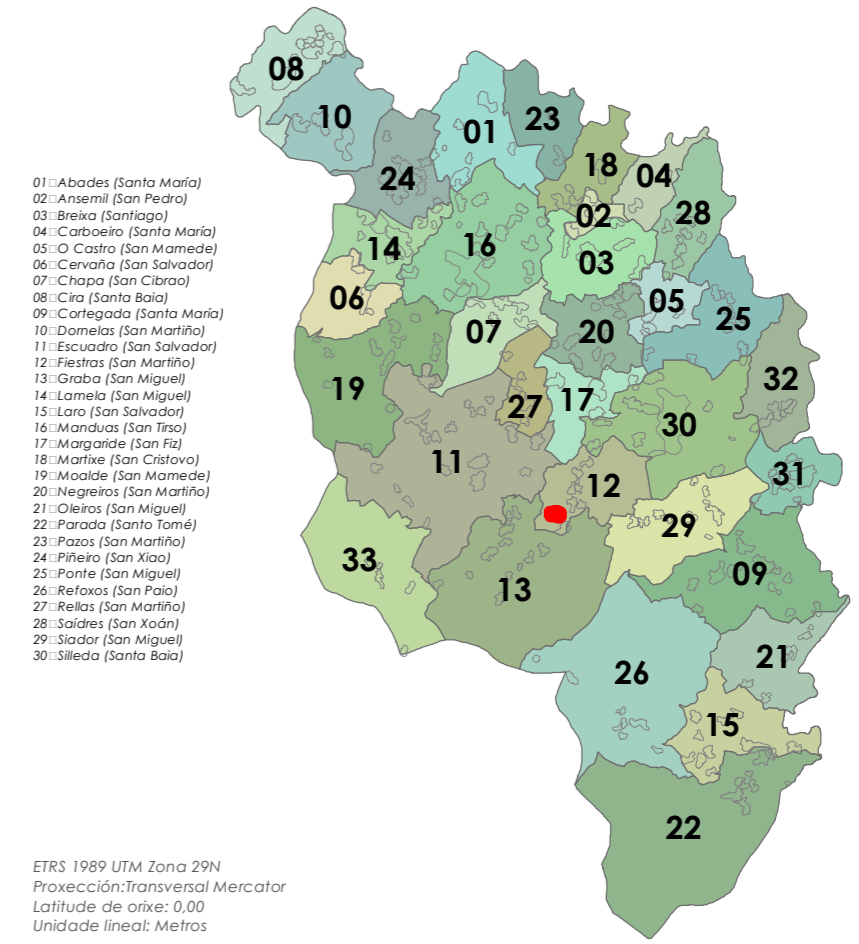 08
10
01
23
18
04
24
02
28
14
16
03
06
05
07
20
25
19
32
27
17
30
11
12
31
29
33
13
09
26
21
15
22
01□Abades (Santa María)
02□Ansemil (San Pedro)
03□Breixa (Santiago)
04□Carboeiro (Santa María)
05□O Castro (San Mamede)
06□Cervaña (San Salvador)
07□Chapa (San Cibrao)
08□Cira (Santa Baia)
09□Cortegada (Santa María)
10□Dornelas (San Martiño)
11□Escuadro (San Salvador)
12□Fiestras (San Martiño)
13□Graba (San Miguel)
14□Lamela (San Miguel)
15□Laro (San Salvador)
16□Manduas (San Tirso)
17□Margaride (San Fiz)
18□Martixe (San Cristovo)
19□Moalde (San Mamede)
20□Negreiros (San Martiño)
21□Oleiros (San Miguel)
22□Parada (Santo Tomé)
23□Pazos (San Martiño)
24□Piñeiro (San Xiao)
25□Ponte (San Miguel)
26□Refoxos (San Paio)
27□Rellas (San Martiño)
28□Saídres (San Xoán)
29□Siador (San Miguel)
30□Silleda (Santa Baia)
ETRS 1989 UTM Zona 29N
Proxección:Transversal Mercator
Latitude de orixe: 0,00
Unidade lineal: Metros